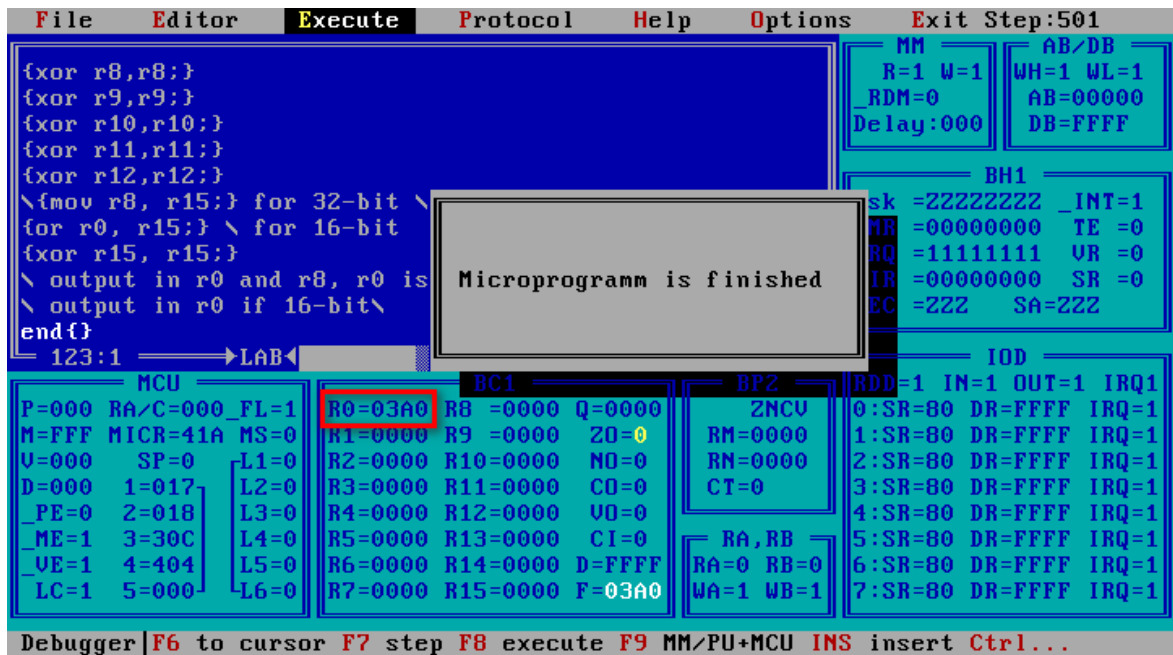 File Editor Execute Protocol Help Options Exit Step:501
{xor r8,r8;}
{xor r9,r9;}
{xor r10,r10;}
{xor r11,r11;}
{xor r12,r12;}
\{mov r8, r15;} for 32-bit \
{or r0, r15;} \ for 16-bit
{xor r15, r15;}
\ output in r0 and r8, r0 is
\ output in r0 if 16-bit\
end{}
123:1 LAB
Microprogramm is finished
MM
R=1 W=1
_RDM=0
Delay:000
AB/DB
WH=1 WL=1
AB=00000
DB=FFFF
BH1
sk =ZZZZZZZZ _INT=1
MR =00000000 TE =0
RQ =11111111 VR =0
IR =00000000 SR =0
EC =ZZZ SA=ZZZ
MCU
P=000 RA/C=000 _FL=1
M=FFF MICR=41A MS=0
V=000 SP=0 L1=0
D=000 1=017 L2=0
_PE=0 2=018 L3=0
_ME=1 3=30C L4=0
_VE=1 4=404 L5=0
LC=1 5=000 L6=0
BC1
R0=03A0 R8 =0000 Q=0000
R1=0000 R9 =0000 ZO=0
R2=0000 R10=0000 NO=0
R3=0000 R11=0000 CO=0
R4=0000 R12=0000 VO=0
R5=0000 R13=0000 CI=0
R6=0000 R14=0000 D=FFFF
R7=0000 R15=0000 F=03A0
BP2
ZNCV
RM=0000
RN=0000
CT=0
RA,RB
RA=0 RB=0
WA=1 WB=1
IOD
RDD=1 IN=1 OUT=1 IRQ1
0:SR=80 DR=FFFF IRQ=1
1:SR=80 DR=FFFF IRQ=1
2:SR=80 DR=FFFF IRQ=1
3:SR=80 DR=FFFF IRQ=1
4:SR=80 DR=FFFF IRQ=1
5:SR=80 DR=FFFF IRQ=1
6:SR=80 DR=FFFF IRQ=1
7:SR=80 DR=FFFF IRQ=1
Debugger F6 to cursor F7 step F8 execute F9 MM/PU+MCU INS insert Ctrl...